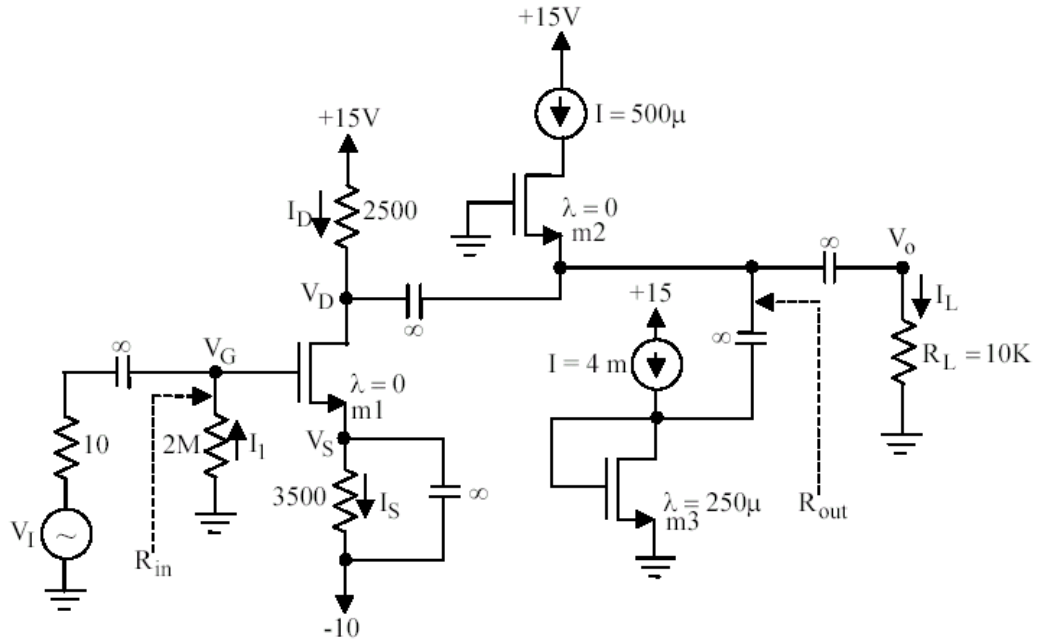 +15V
I = 500μ
+15V
I_D
2500
λ = 0
m2
∞
V_o
V_D
∞
+15
I_L
∞
V_G
I = 4 m
∞
R_L = 10K
λ = 0
m1
10
2M
I_1
V_S
3500
I_S
∞
λ = 250μ
m3
R_out
V_I
~
R_in
-10